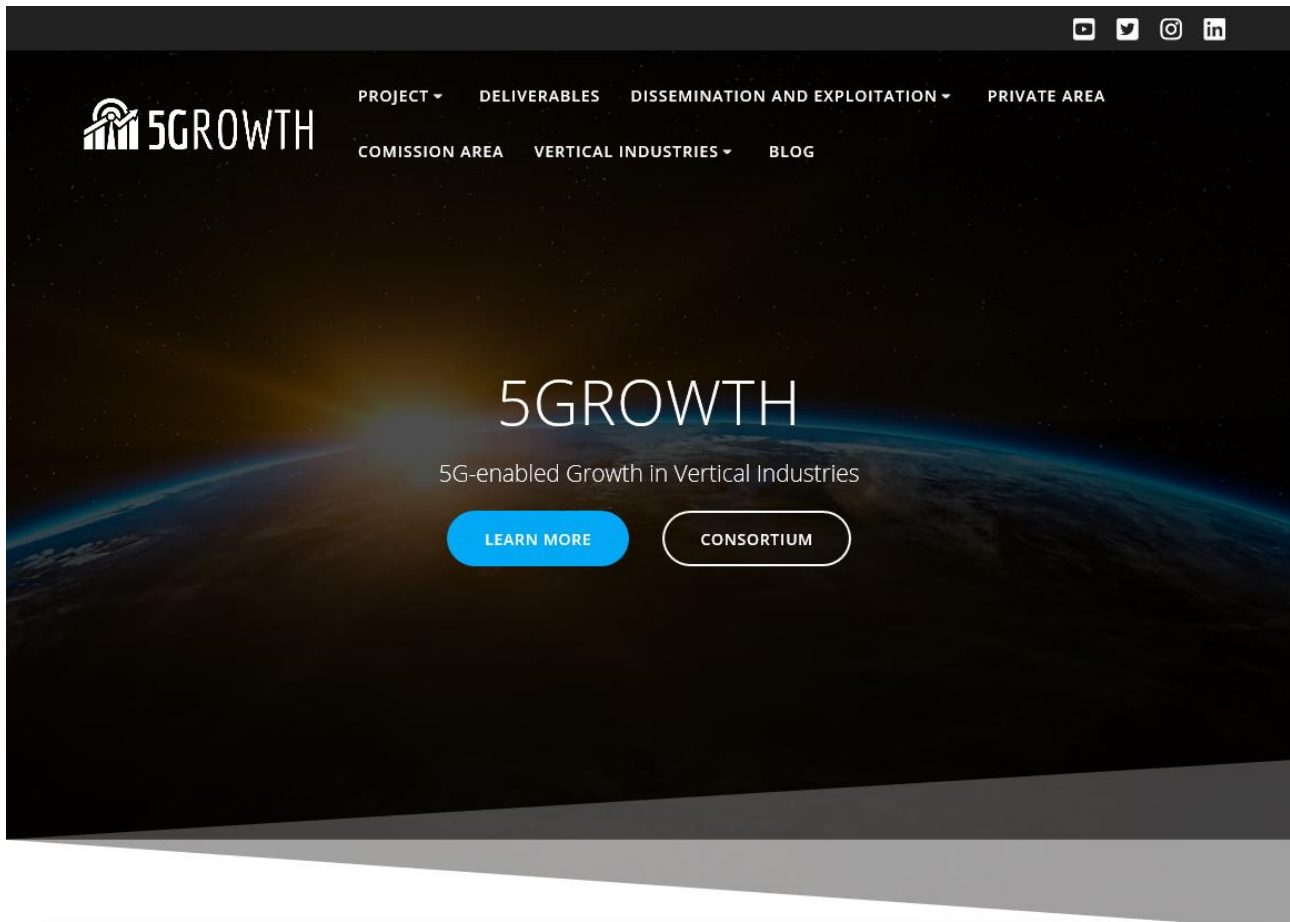 PROJECT DELIVERABLES DISSEMINATION AND EXPLOITATION PRIVATE AREA
5GROWTH
COMISSION AREA VERTICAL INDUSTRIES BLOG
5GROWTH
5G-enabled Growth in Vertical Industries
LEARN MORE CONSORTIUM